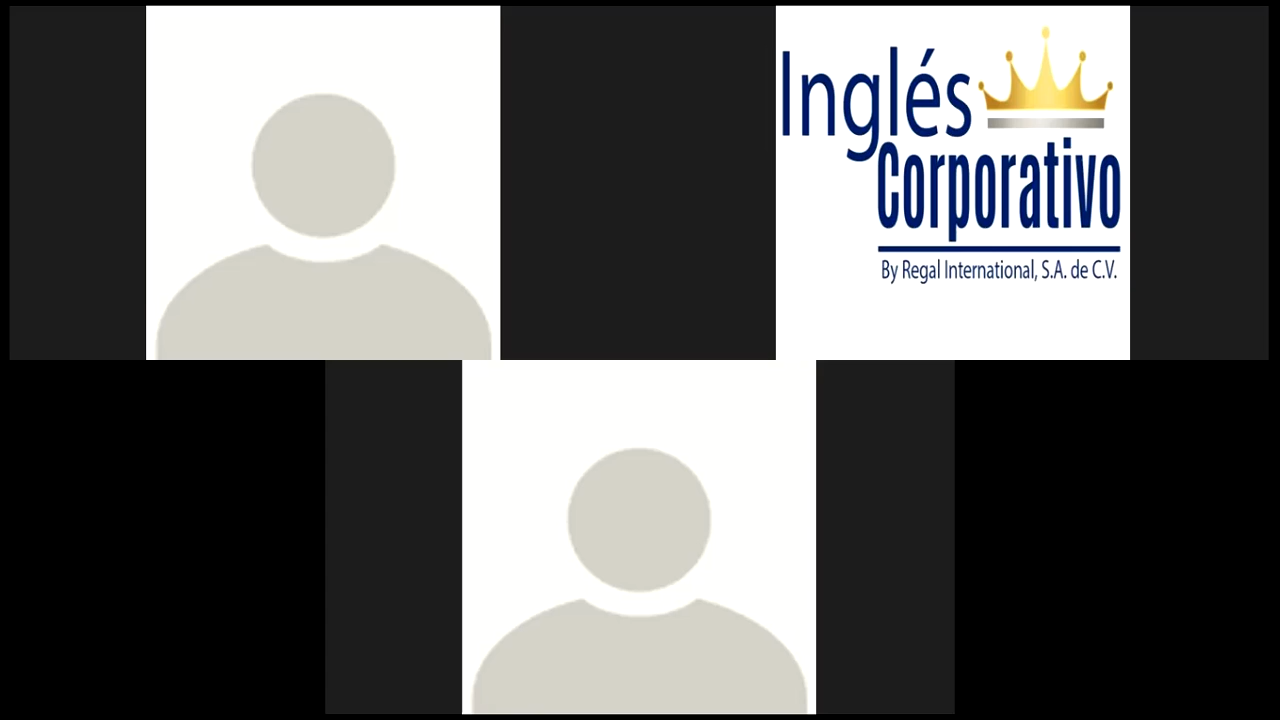 Inglés
Corporativo
By Regal International, S.A. de C.V.